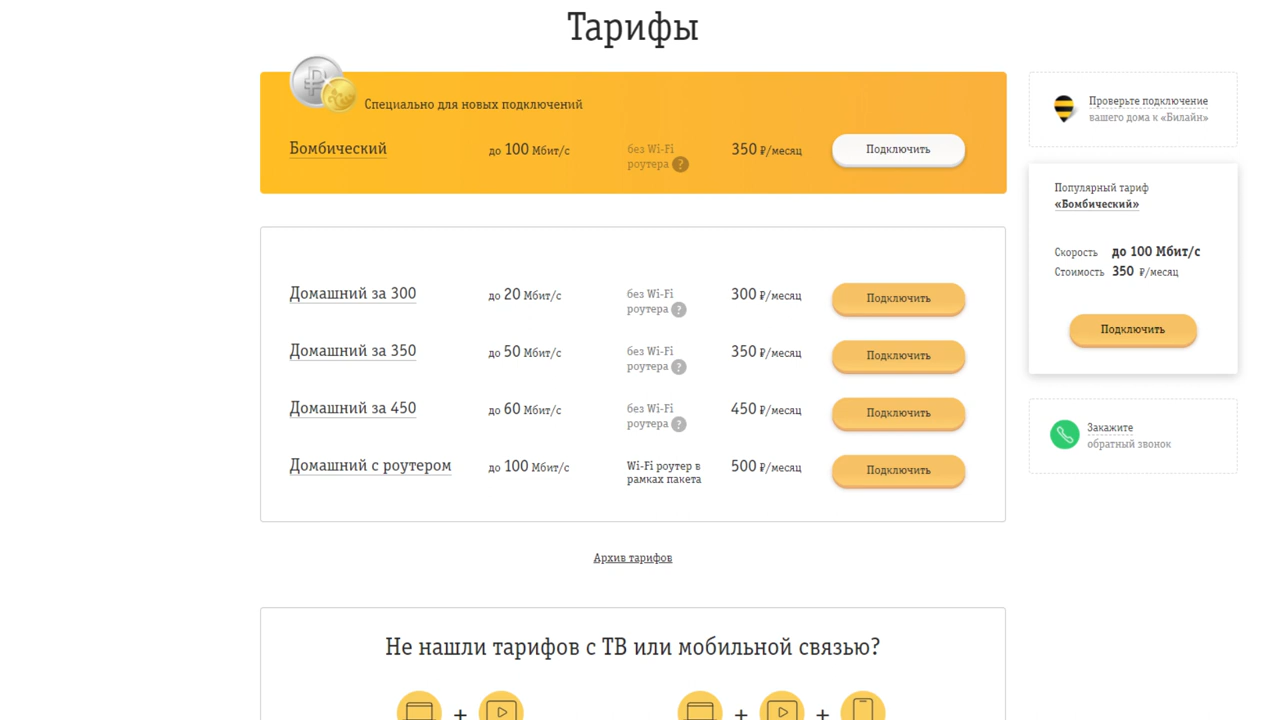 Тарифы
Специально для новых подключений
Бомбический до 100 Мбит/с без Wi-Fi роутера ? 350 ₽/месяц Подключить
Домашний за 300 до 20 Мбит/с без Wi-Fi роутера ? 300 ₽/месяц Подключить
Домашний за 350 до 50 Мбит/с без Wi-Fi роутера ? 350 ₽/месяц Подключить
Домашний за 450 до 60 Мбит/с без Wi-Fi роутера ? 450 ₽/месяц Подключить
Домашний с роутером до 100 Мбит/с Wi-Fi роутер в рамках пакета 500 ₽/месяц Подключить
Архив тарифов
Не нашли тарифов с ТВ или мобильной связью?
+
+ +
Проверьте подключение
вашего дома к «Билайн»
Популярный тариф
«Бомбический»
Скорость до 100 Мбит/с
Стоимость 350 ₽/месяц
Подключить
Закажите
обратный звонок